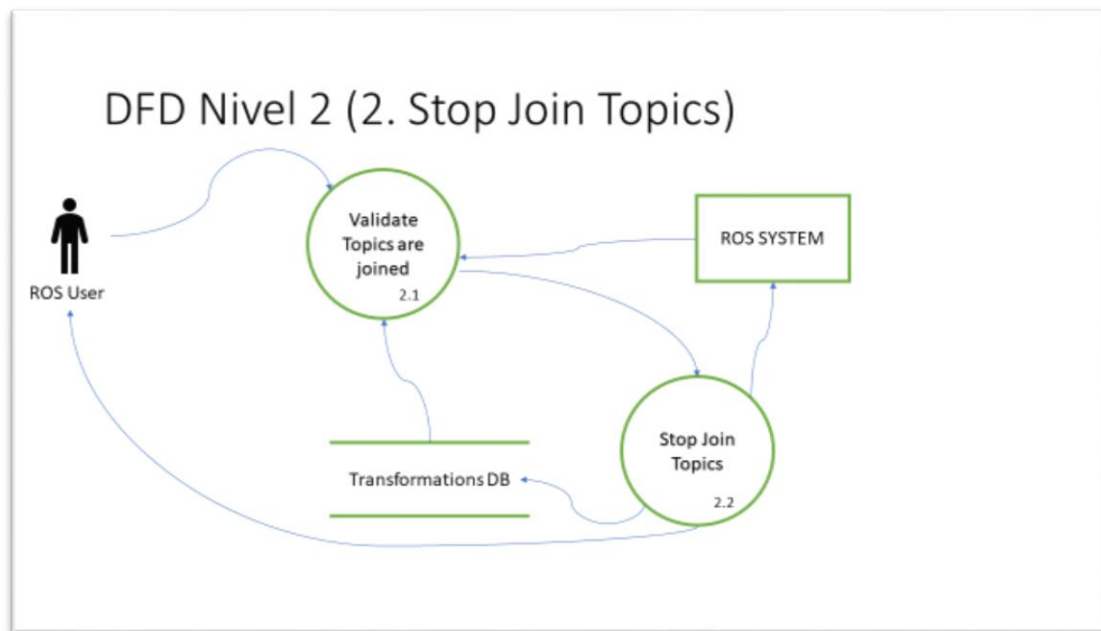 DFD Nivel 2 (2. Stop Join Topics)
Validate
Topics are
joined
2.1
ROS SYSTEM
ROS User
Stop Join
Topics
2.2
Transformations DB